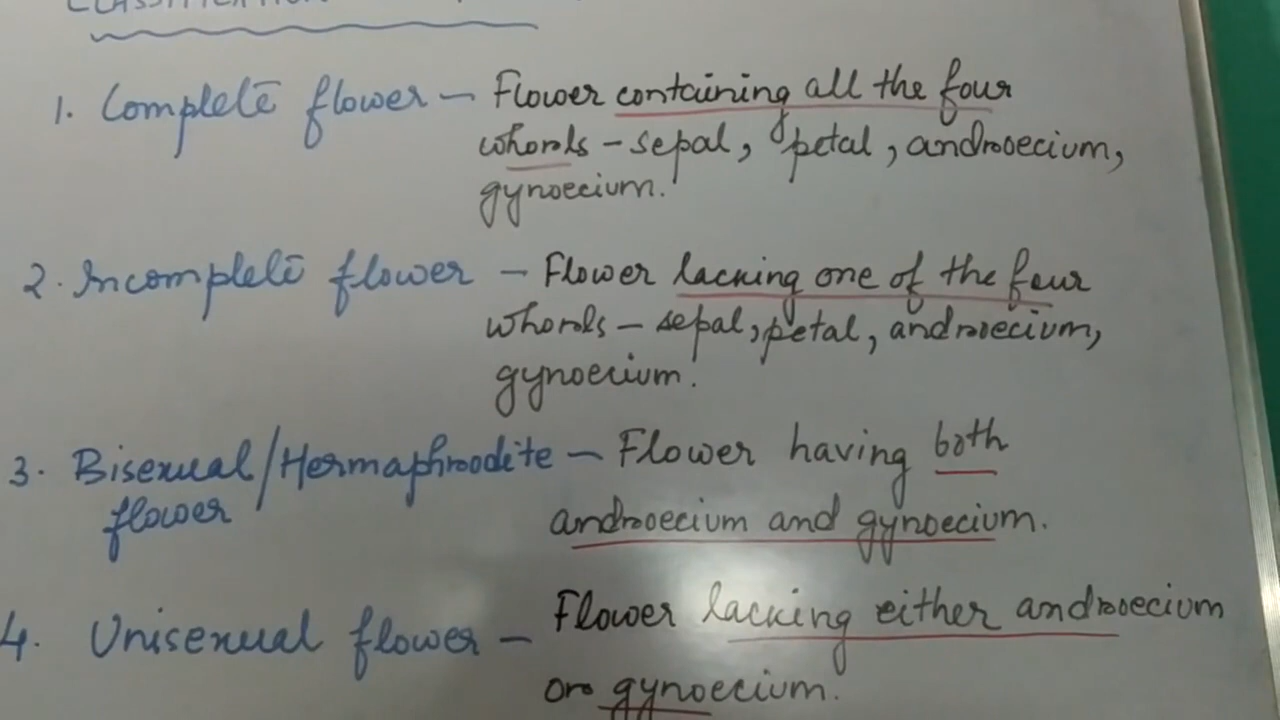 CLASSIFICATION
1. Complete flower – Flower containing all the four
whorls – sepal, petal, androecium,
gynoecium.
2. Incomplete flower – Flower lacking one of the four
whorls – sepal, petal, androecium,
gynoecium.
3. Bisexual/Hermaphrodite – Flower having both
flower androecium and gynoecium.
4. Unisexual flower – Flower lacking either androecium
or gynoecium.